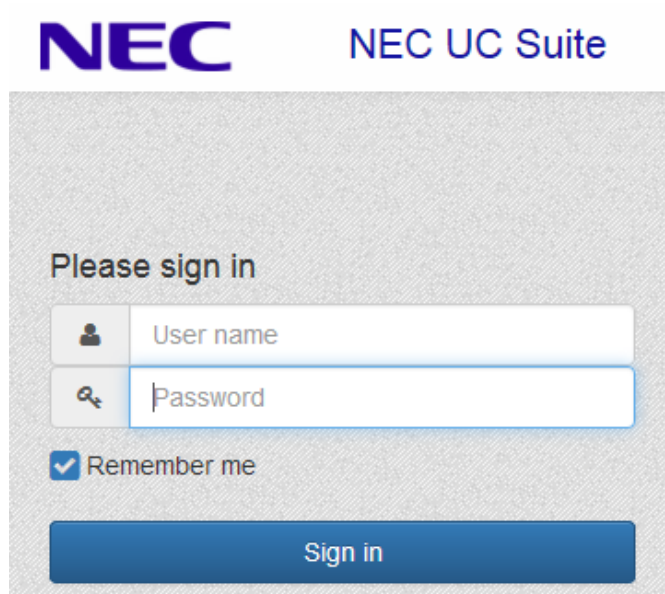 NEC NEC UC Suite
Please sign in
User name
Password
Remember me
Sign in